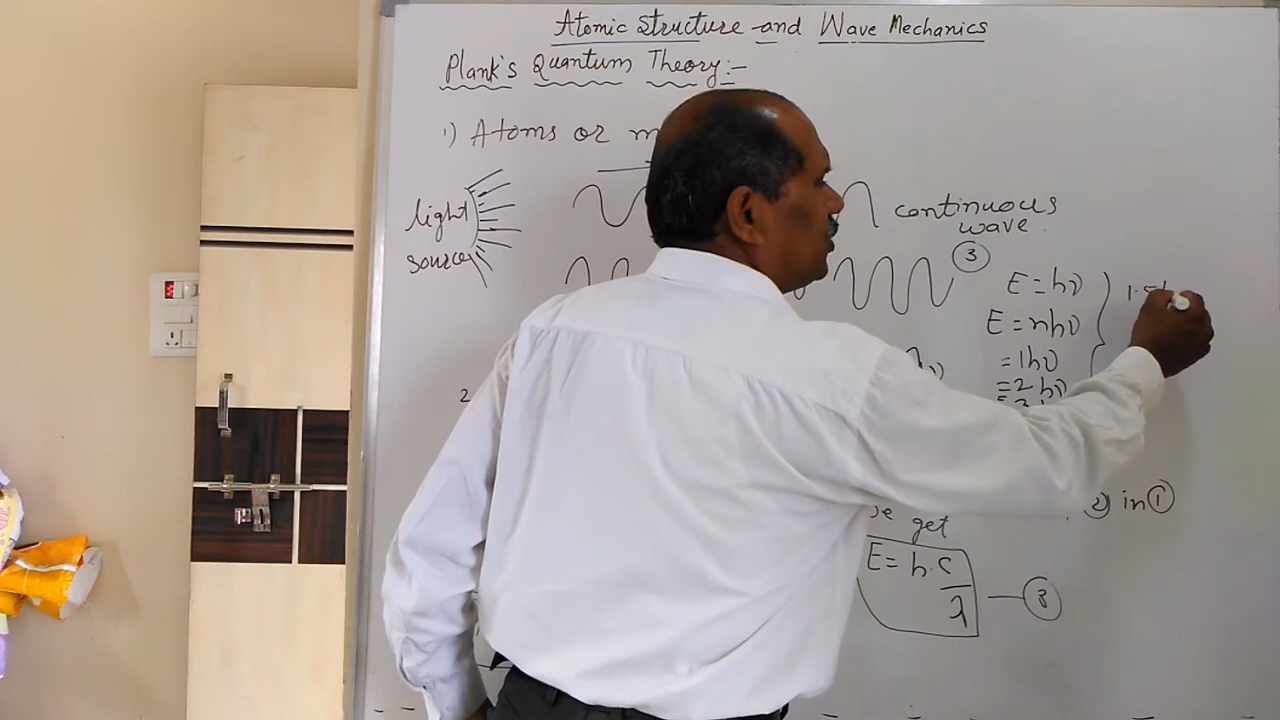 Atomic Structure and Wave Mechanics
Plank's Quantum Theory:-
1) Atoms or m
light
source
continuous
wave.
3
E = hν
E = nhν
= 1hν
= 2 hν
2) in 1
get
E = h.c/λ — 3